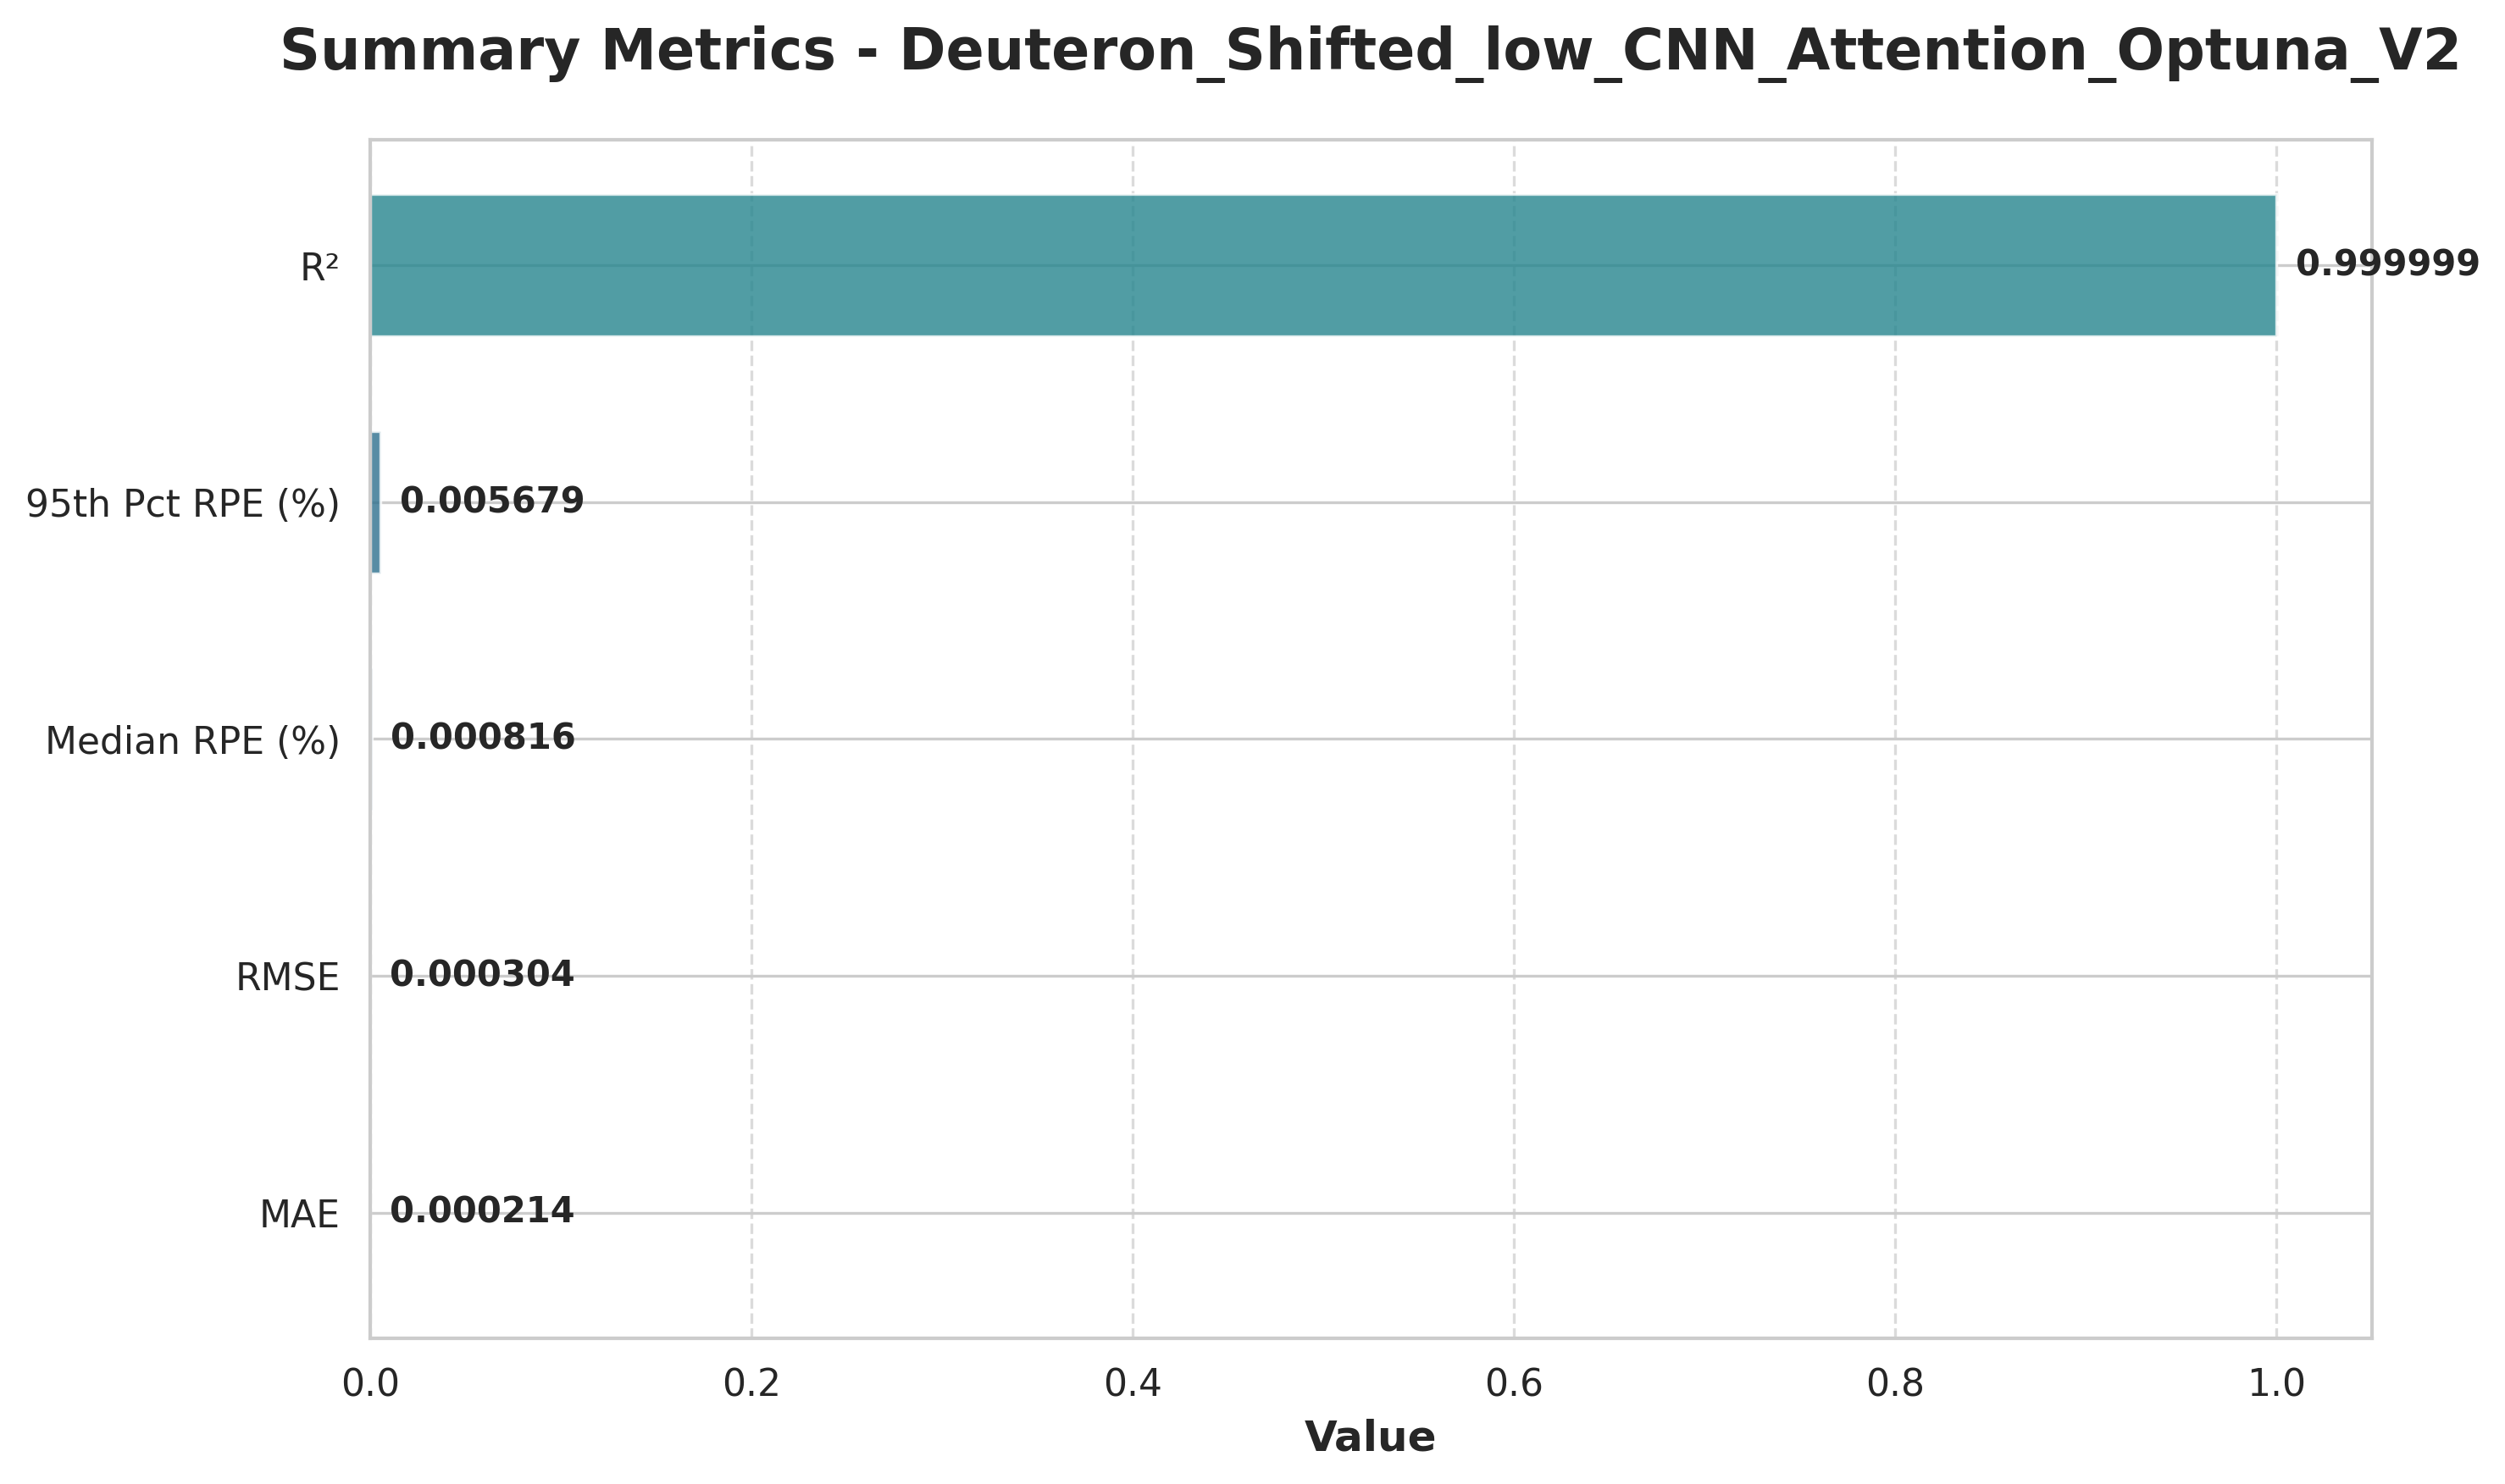 Summary Metrics - Deuteron_Shifted_low_CNN_Attention_Optuna_V2
R² 0.999999
95th Pct RPE (%) 0.005679
Median RPE (%) 0.000816
RMSE 0.000304
MAE 0.000214
0.0 0.2 0.4 0.6 0.8 1.0
Value